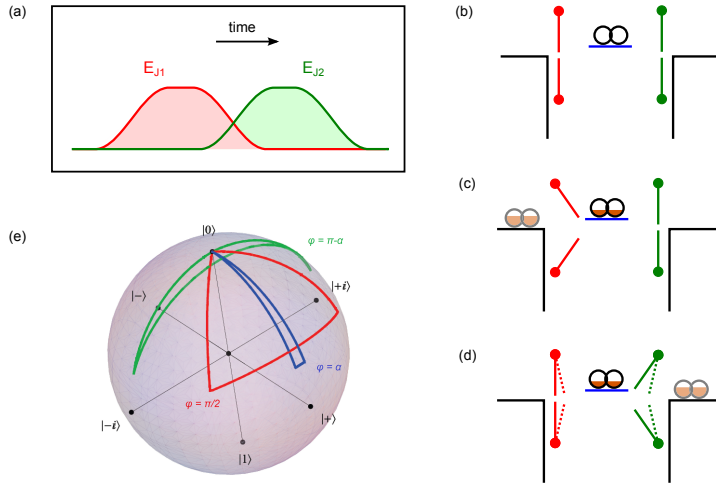 (a)
time
E_J1
E_J2
(b)
(c)
(d)
(e)
|0⟩
φ = π-α
|−⟩
|+i⟩
φ = α
φ = π/2
|−i⟩
|+⟩
|1⟩